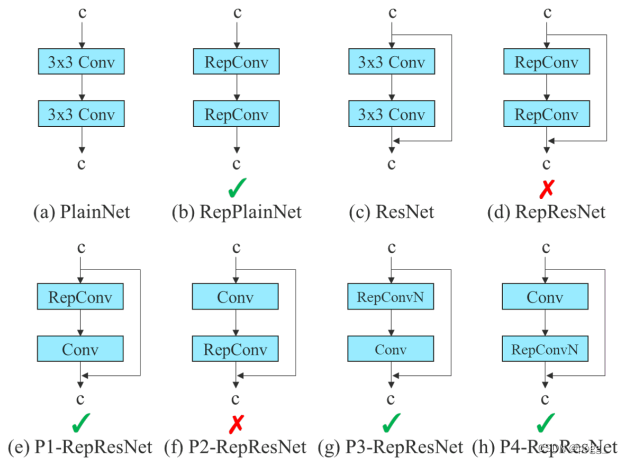 c c c c
3x3 Conv RepConv 3x3 Conv RepConv
3x3 Conv RepConv 3x3 Conv RepConv
c c c c
(a) PlainNet (b) RepPlainNet (c) ResNet (d) RepResNet
c c c c
RepConv Conv RepConvN Conv
Conv RepConv Conv RepConvN
c c c c
(e) P1-RepResNet (f) P2-RepResNet (g) P3-RepResNet (h) P4-RepResNet